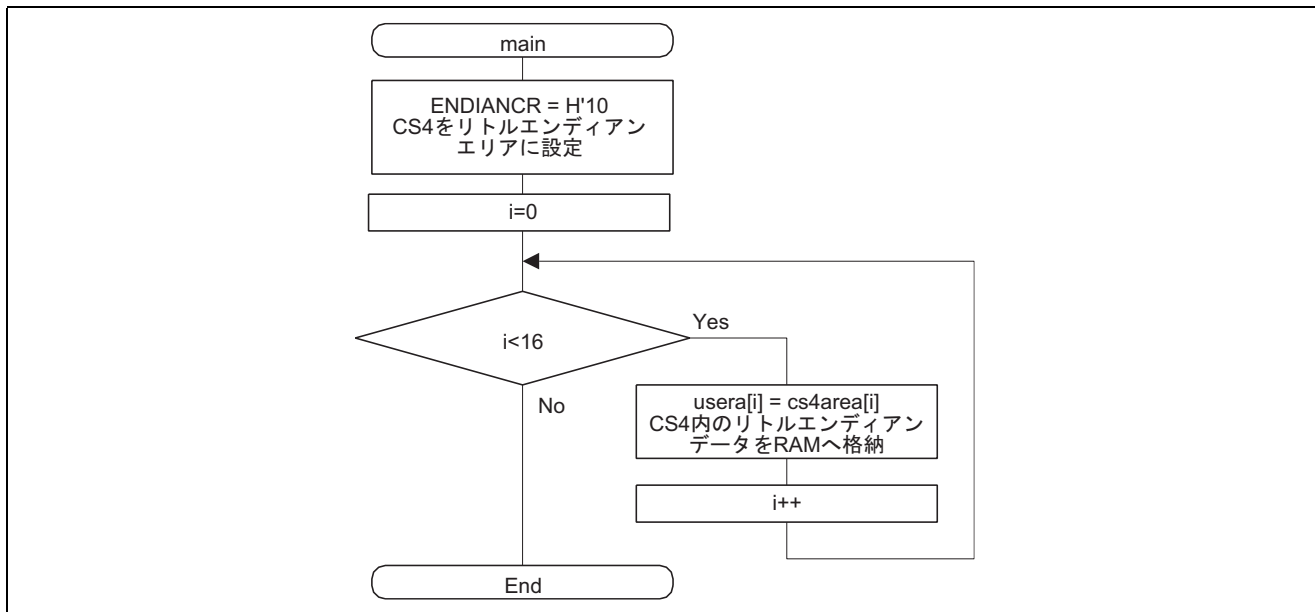 main
ENDIANCR = H'10
CS4をリトルエンディアン
エリアに設定
i=0
i<16
Yes
No
usera[i] = cs4area[i]
CS4内のリトルエンディアン
データをRAMへ格納
i++
End